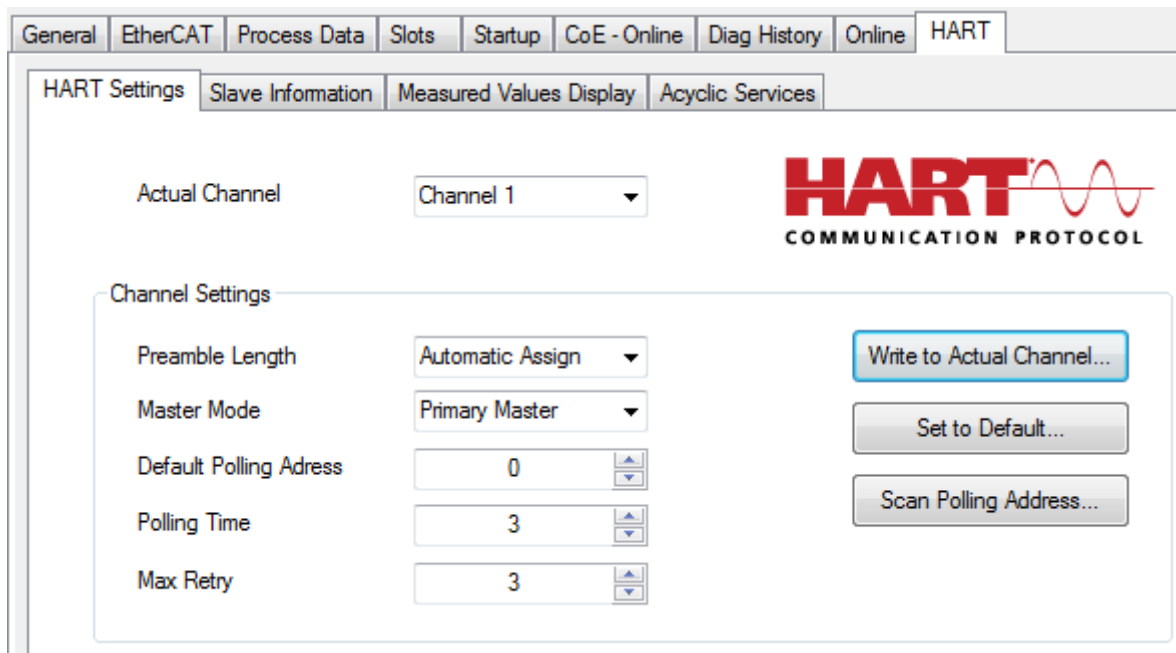 General EtherCAT Process Data Slots Startup CoE - Online Diag History Online HART
HART Settings Slave Information Measured Values Display Acyclic Services
Actual Channel Channel 1
HART
COMMUNICATION PROTOCOL
Channel Settings
Preamble Length Automatic Assign Write to Actual Channel...
Master Mode Primary Master Set to Default...
Default Polling Adress 0
Scan Polling Address...
Polling Time 3
Max Retry 3